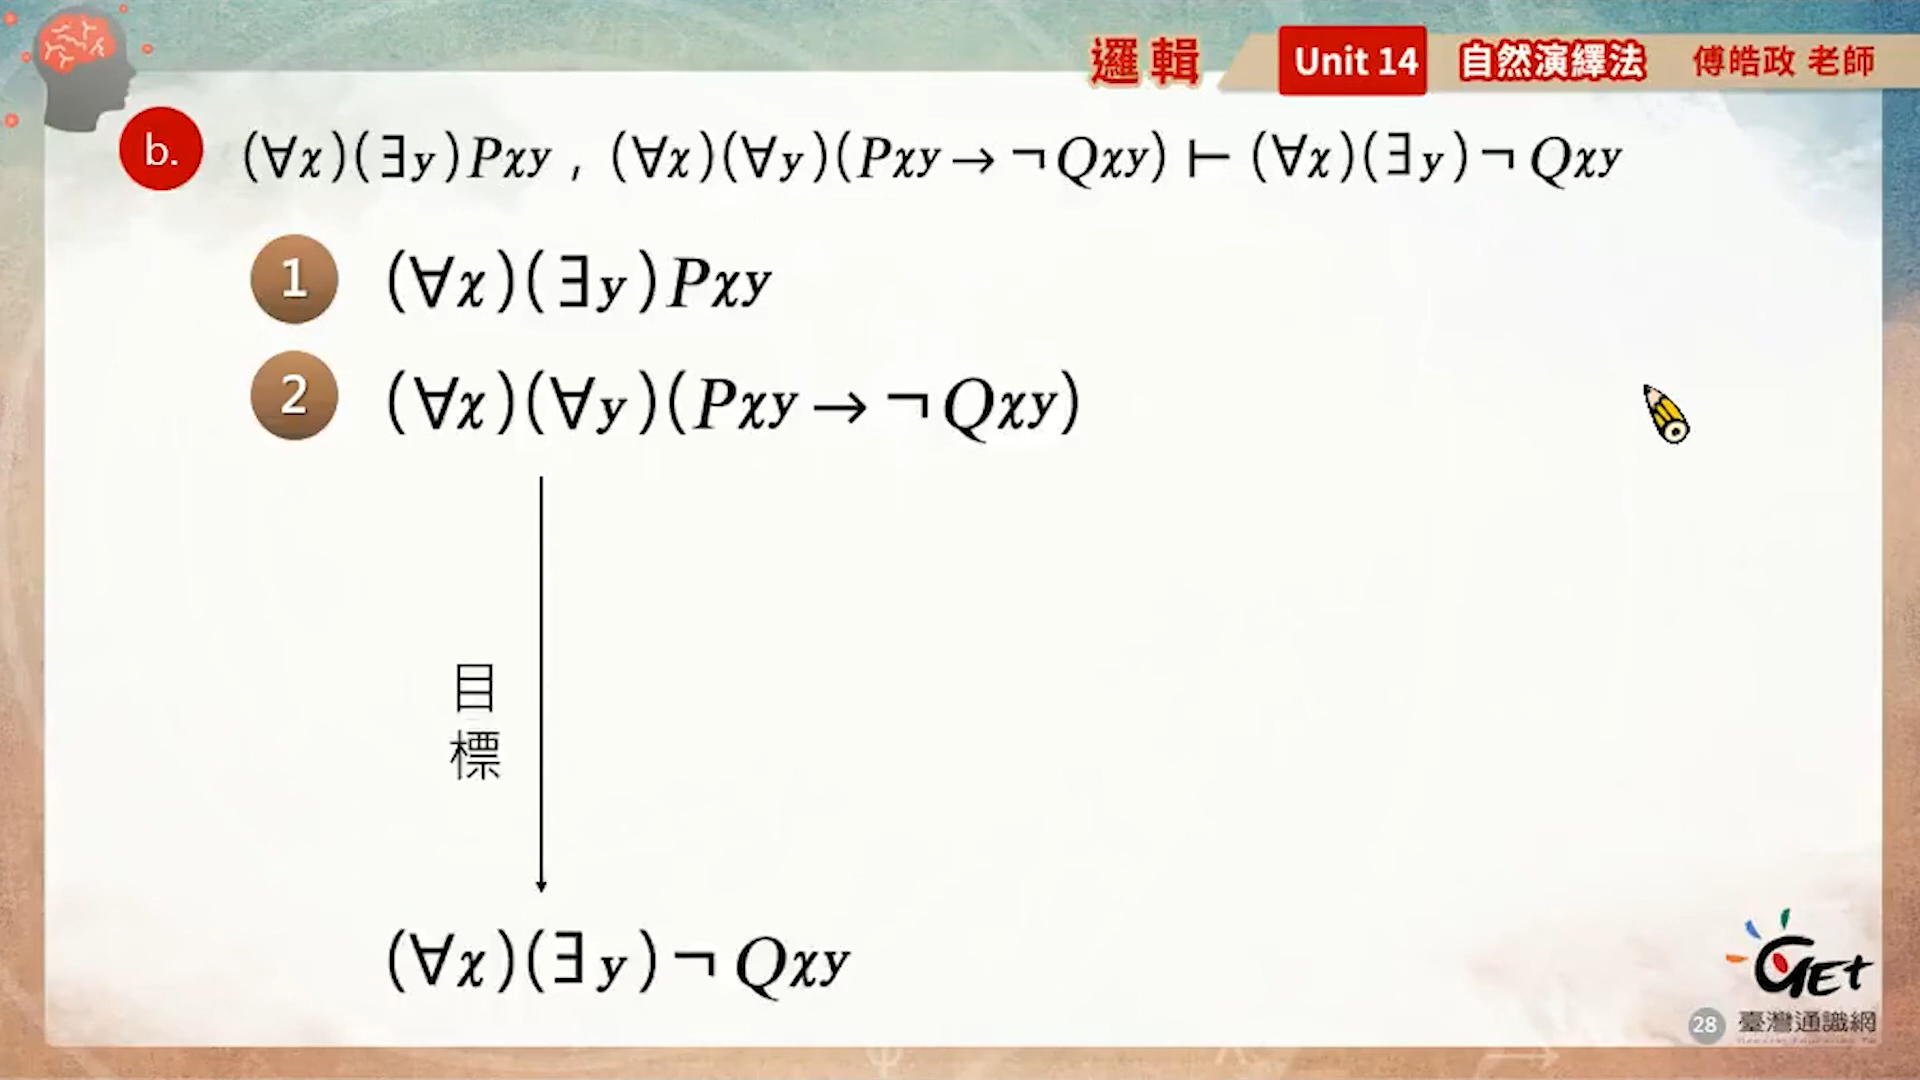 邏輯 Unit 14 自然演繹法 傅皓政 老師
b. (∀x)(∃y)Pxy , (∀x)(∀y)(Pxy→¬Qxy)⊢(∀x)(∃y)¬Qxy
1 (∀x)(∃y)Pxy
2 (∀x)(∀y)(Pxy→¬Qxy)
目標
(∀x)(∃y)¬Qxy
GET
28 臺灣通識網